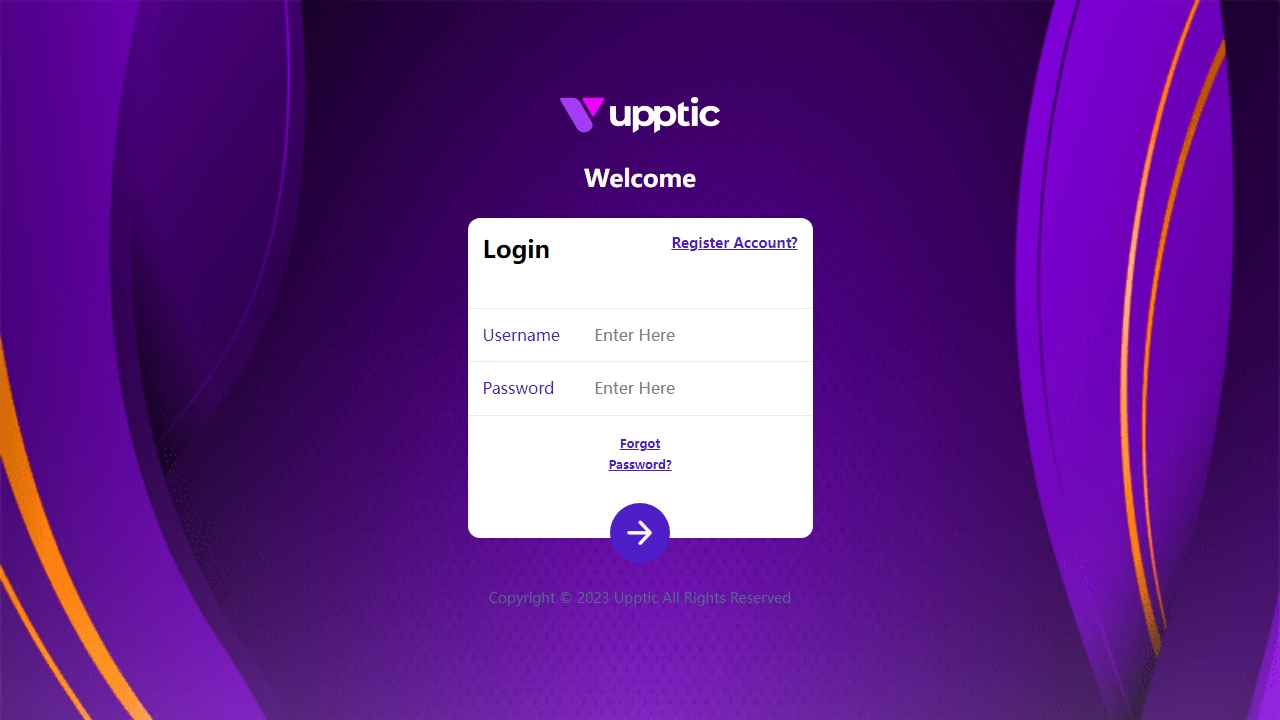 upptic
Welcome
Login
Register Account?
Username
Enter Here
Password
Enter Here
Forgot
Password?
Copyright © 2023 Upptic All Rights Reserved